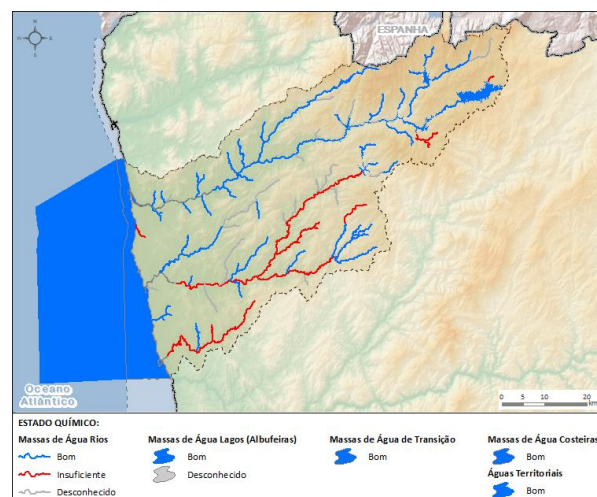 N
ESPANHA
Oceano
Atlântico
0 5 10 20
km
ESTADO QUÍMICO:
Massas de Água Rios
Bom
Insuficiente
Desconhecido
Massas de Água Lagos (Albufeiras)
Bom
Desconhecido
Massas de Água de Transição
Bom
Massas de Água Costeiras
Bom
Águas Territoriais
Bom